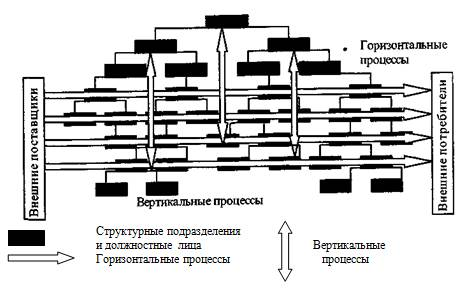 Горизонтальные
процессы
Внешние поставщики
Внешние потребители
Вертикальные процессы
Структурные подразделения
и должностные лица
Горизонтальные процессы
Вертикальные
процессы